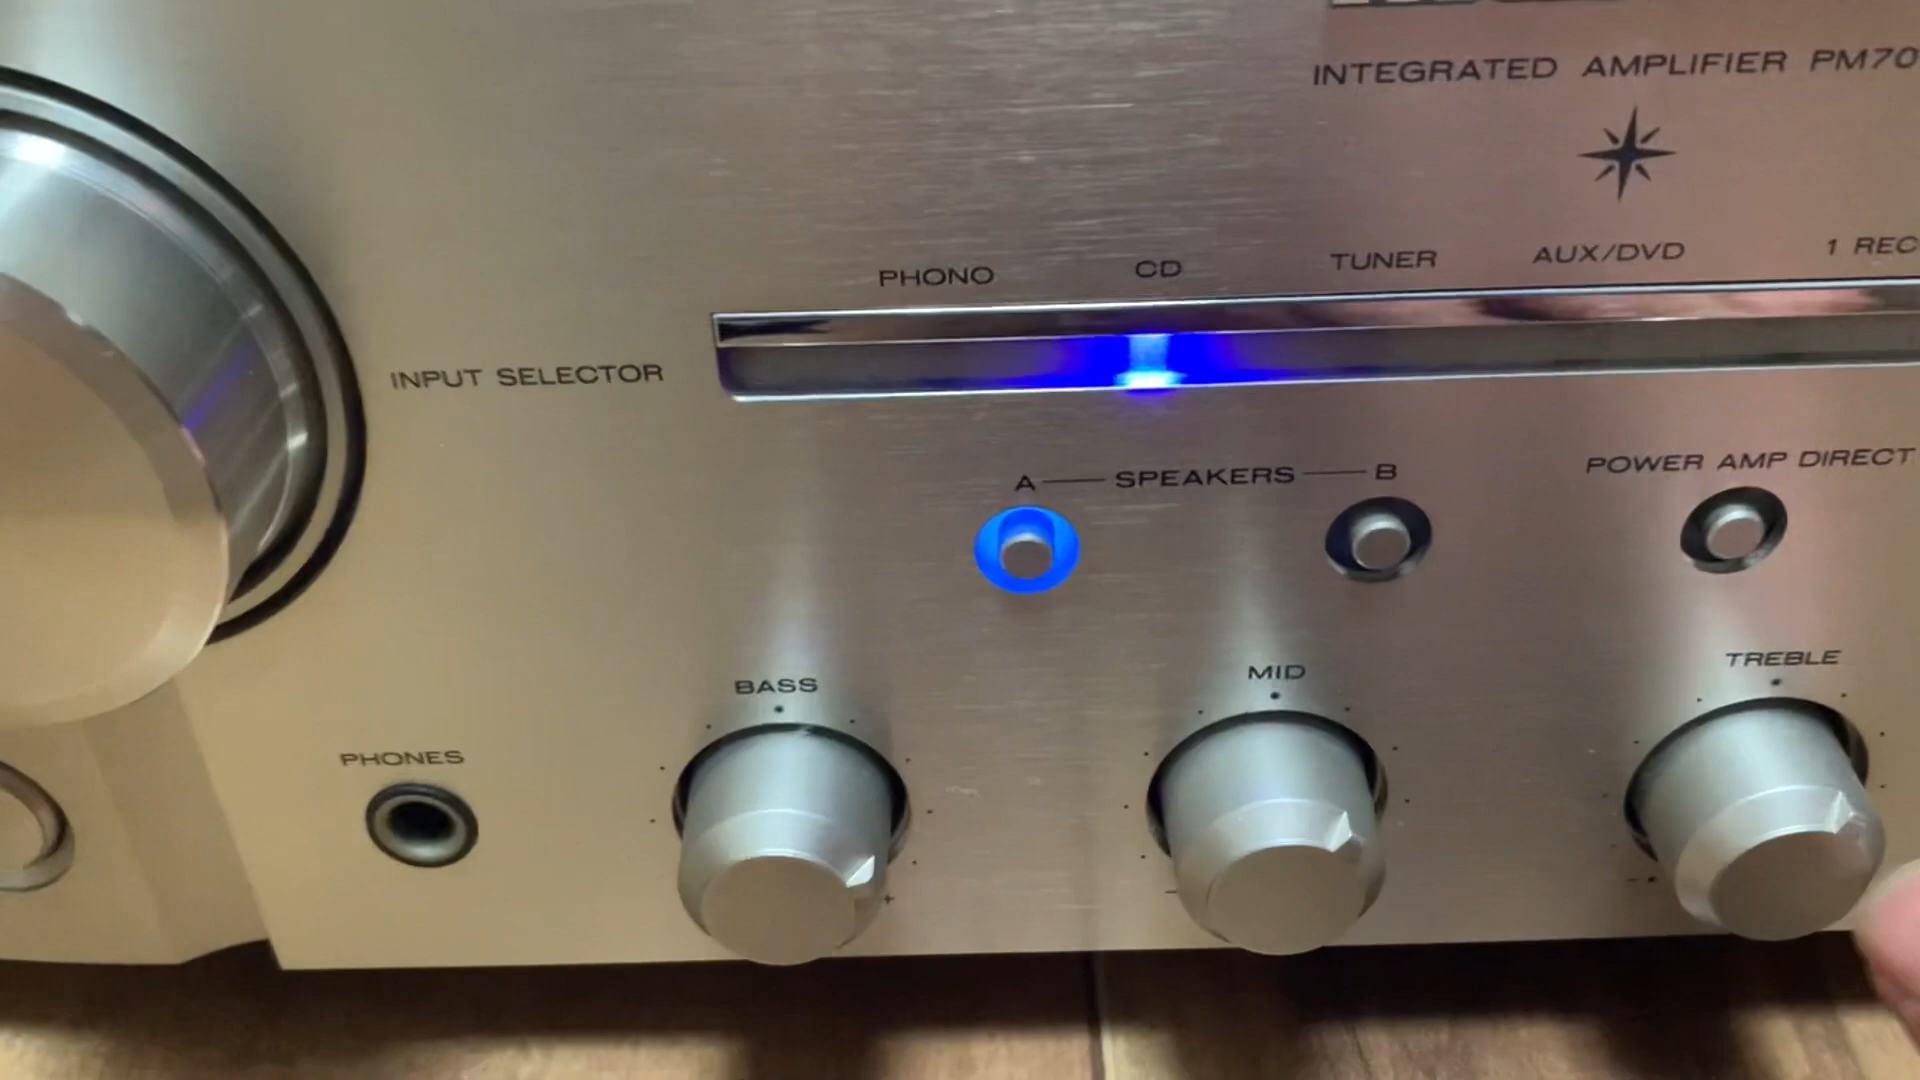 INTEGRATED AMPLIFIER PM70
PHONO CD TUNER AUX/DVD 1 REC
INPUT SELECTOR
A SPEAKERS B POWER AMP DIRECT
BASS MID TREBLE
PHONES